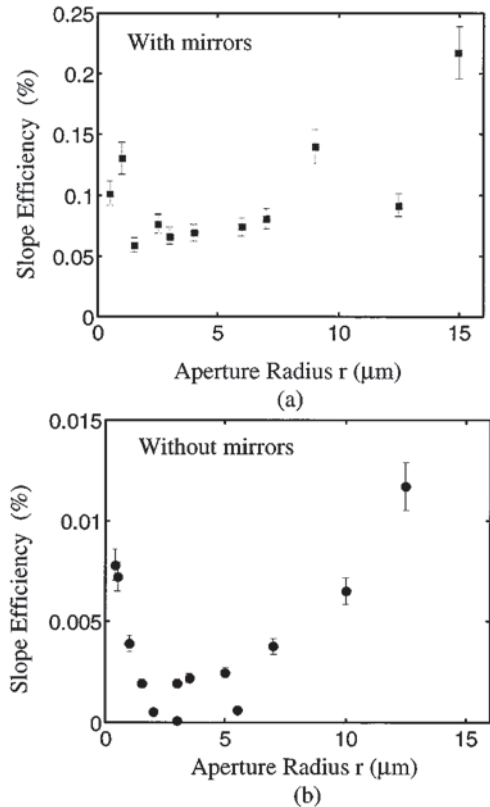 0.25
With mirrors
0.2
0.15
0.1
0.05
0
0 5 10 15
Slope Efficiency (%)
Aperture Radius r (μm)
(a)
0.015
Without mirrors
0.01
0.005
0
0 5 10 15
Slope Efficiency (%)
Aperture Radius r (μm)
(b)